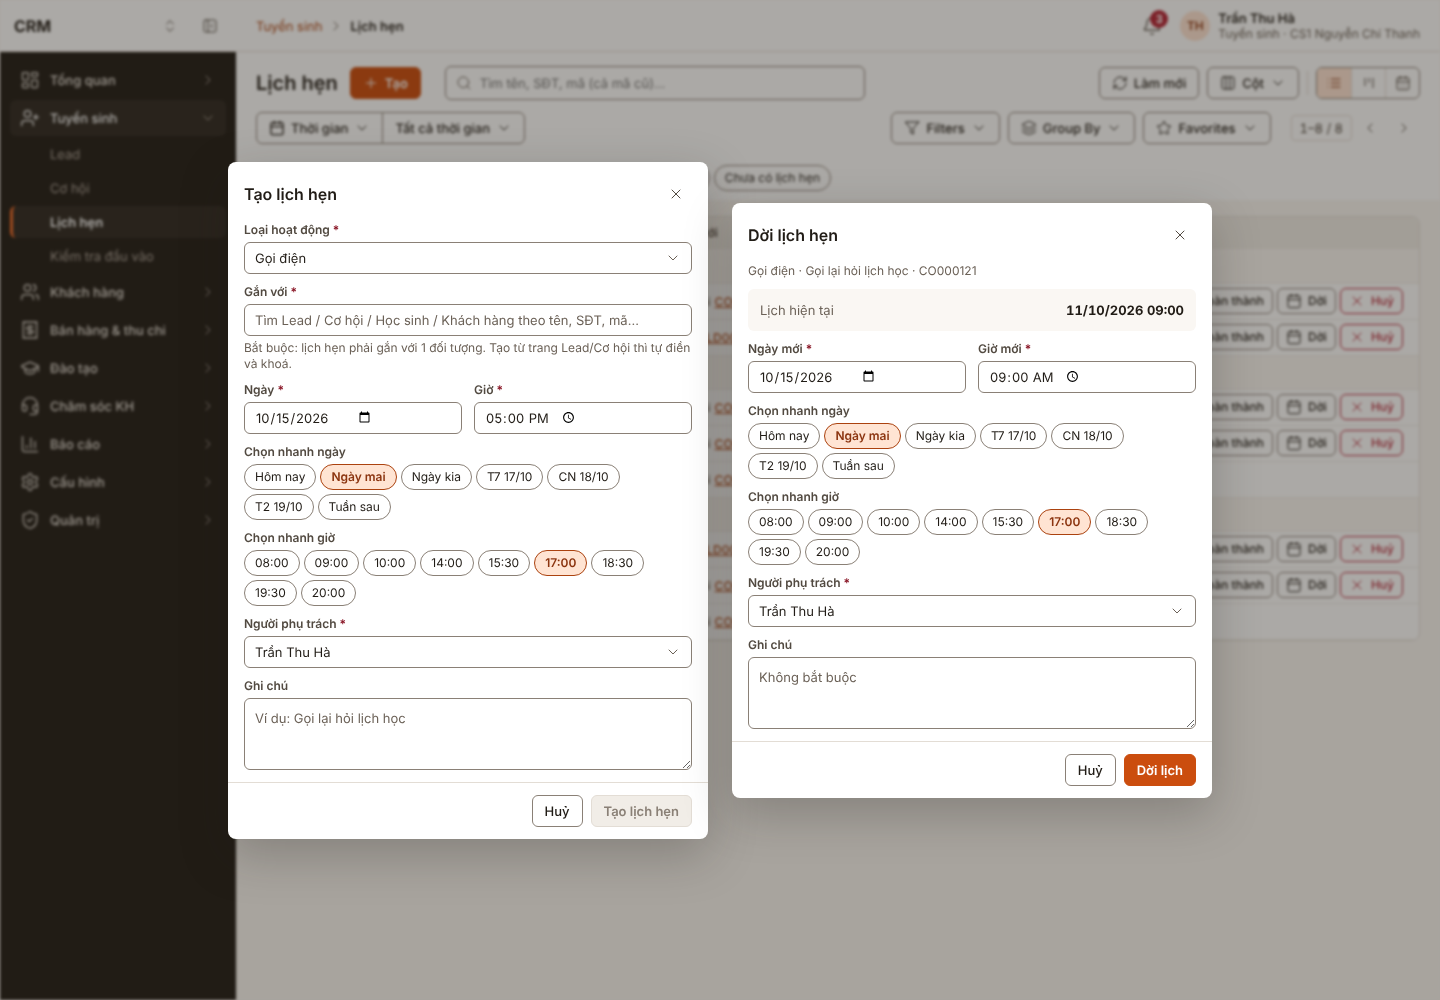 CRM
Tuyển sinh
Lịch hẹn
3
TH
Trần Thu Hà
Tuyển sinh · CS1 Nguyễn Chí Thanh
Tổng quan
Tuyển sinh
Lead
Cơ hội
Lịch hẹn
Kiểm tra đầu vào
Khách hàng
Bán hàng & thu chi
Đào tạo
Chăm sóc KH
Báo cáo
Cấu hình
Quản trị
Lịch hẹn
Tạo
Tìm tên, SĐT, mã (cả mã cũ)...
Làm mới
Cột
Thời gian
Tất cả thời gian
Filters
Group By
Favorites
1–8 / 8
Chưa có lịch hẹn
Tạo lịch hẹn
Loại hoạt động *
Gọi điện
Gắn với *
Tìm Lead / Cơ hội / Học sinh / Khách hàng theo tên, SĐT, mã...
Bắt buộc: lịch hẹn phải gắn với 1 đối tượng. Tạo từ trang Lead/Cơ hội thì tự điền
và khoá.
Ngày *
Giờ *
10/15/2026
05:00 PM
Chọn nhanh ngày
Hôm nay
Ngày mai
Ngày kia
T7 17/10
CN 18/10
T2 19/10
Tuần sau
Chọn nhanh giờ
08:00
09:00
10:00
14:00
15:30
17:00
18:30
19:30
20:00
Người phụ trách *
Trần Thu Hà
Ghi chú
Ví dụ: Gọi lại hỏi lịch học
Huỷ
Tạo lịch hẹn
Dời lịch hẹn
Gọi điện · Gọi lại hỏi lịch học · CO000121
Lịch hiện tại
11/10/2026 09:00
Ngày mới *
Giờ mới *
10/15/2026
09:00 AM
Chọn nhanh ngày
Hôm nay
Ngày mai
Ngày kia
T7 17/10
CN 18/10
T2 19/10
Tuần sau
Chọn nhanh giờ
08:00
09:00
10:00
14:00
15:30
17:00
18:30
19:30
20:00
Người phụ trách *
Trần Thu Hà
Ghi chú
Không bắt buộc
Huỷ
Dời lịch
Dời
Huỷ
Dời
Huỷ
Dời
Huỷ
Dời
Huỷ
Dời
Huỷ
Dời
Huỷ